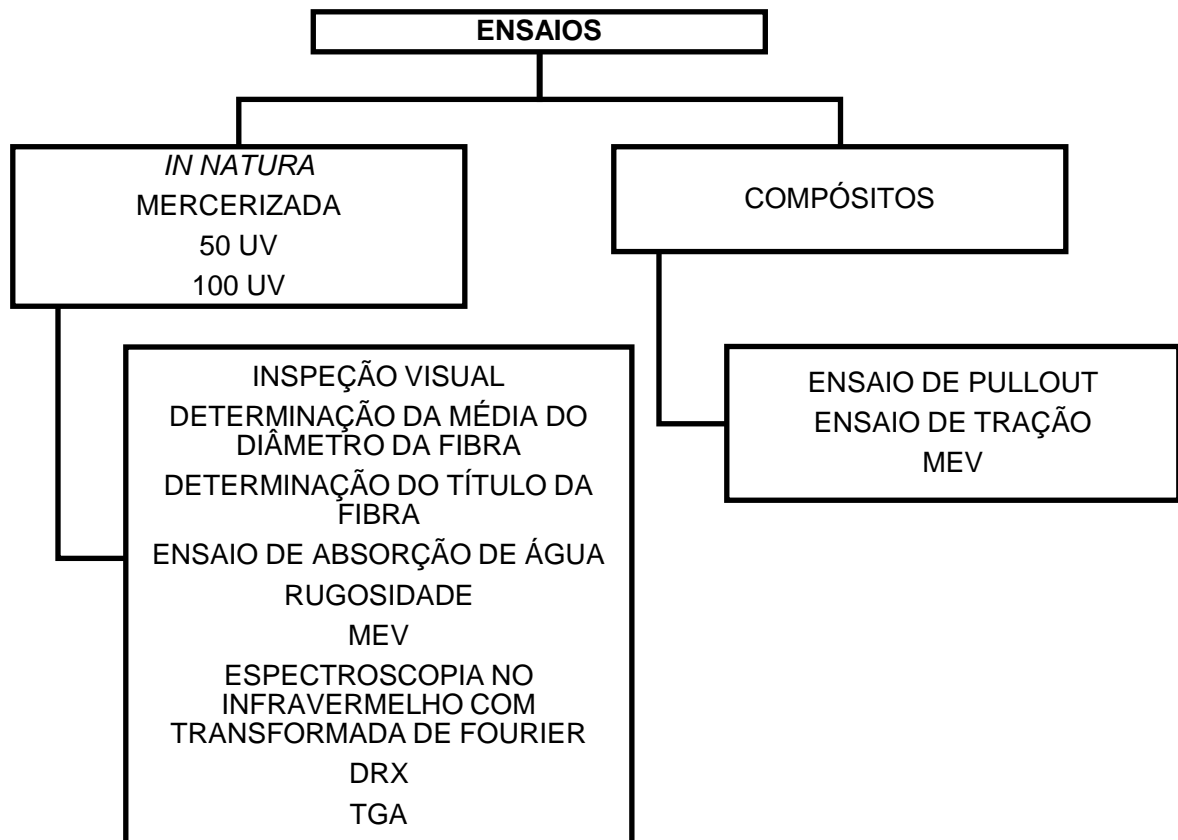 ENSAIOS
IN NATURA
MERCERIZADA
50 UV
100 UV
COMPÓSITOS
INSPEÇÃO VISUAL
DETERMINAÇÃO DA MÉDIA DO
DIÂMETRO DA FIBRA
DETERMINAÇÃO DO TÍTULO DA
FIBRA
ENSAIO DE ABSORÇÃO DE ÁGUA
RUGOSIDADE
MEV
ESPECTROSCOPIA NO
INFRAVERMELHO COM
TRANSFORMADA DE FOURIER
DRX
TGA
ENSAIO DE PULLOUT
ENSAIO DE TRAÇÃO
MEV